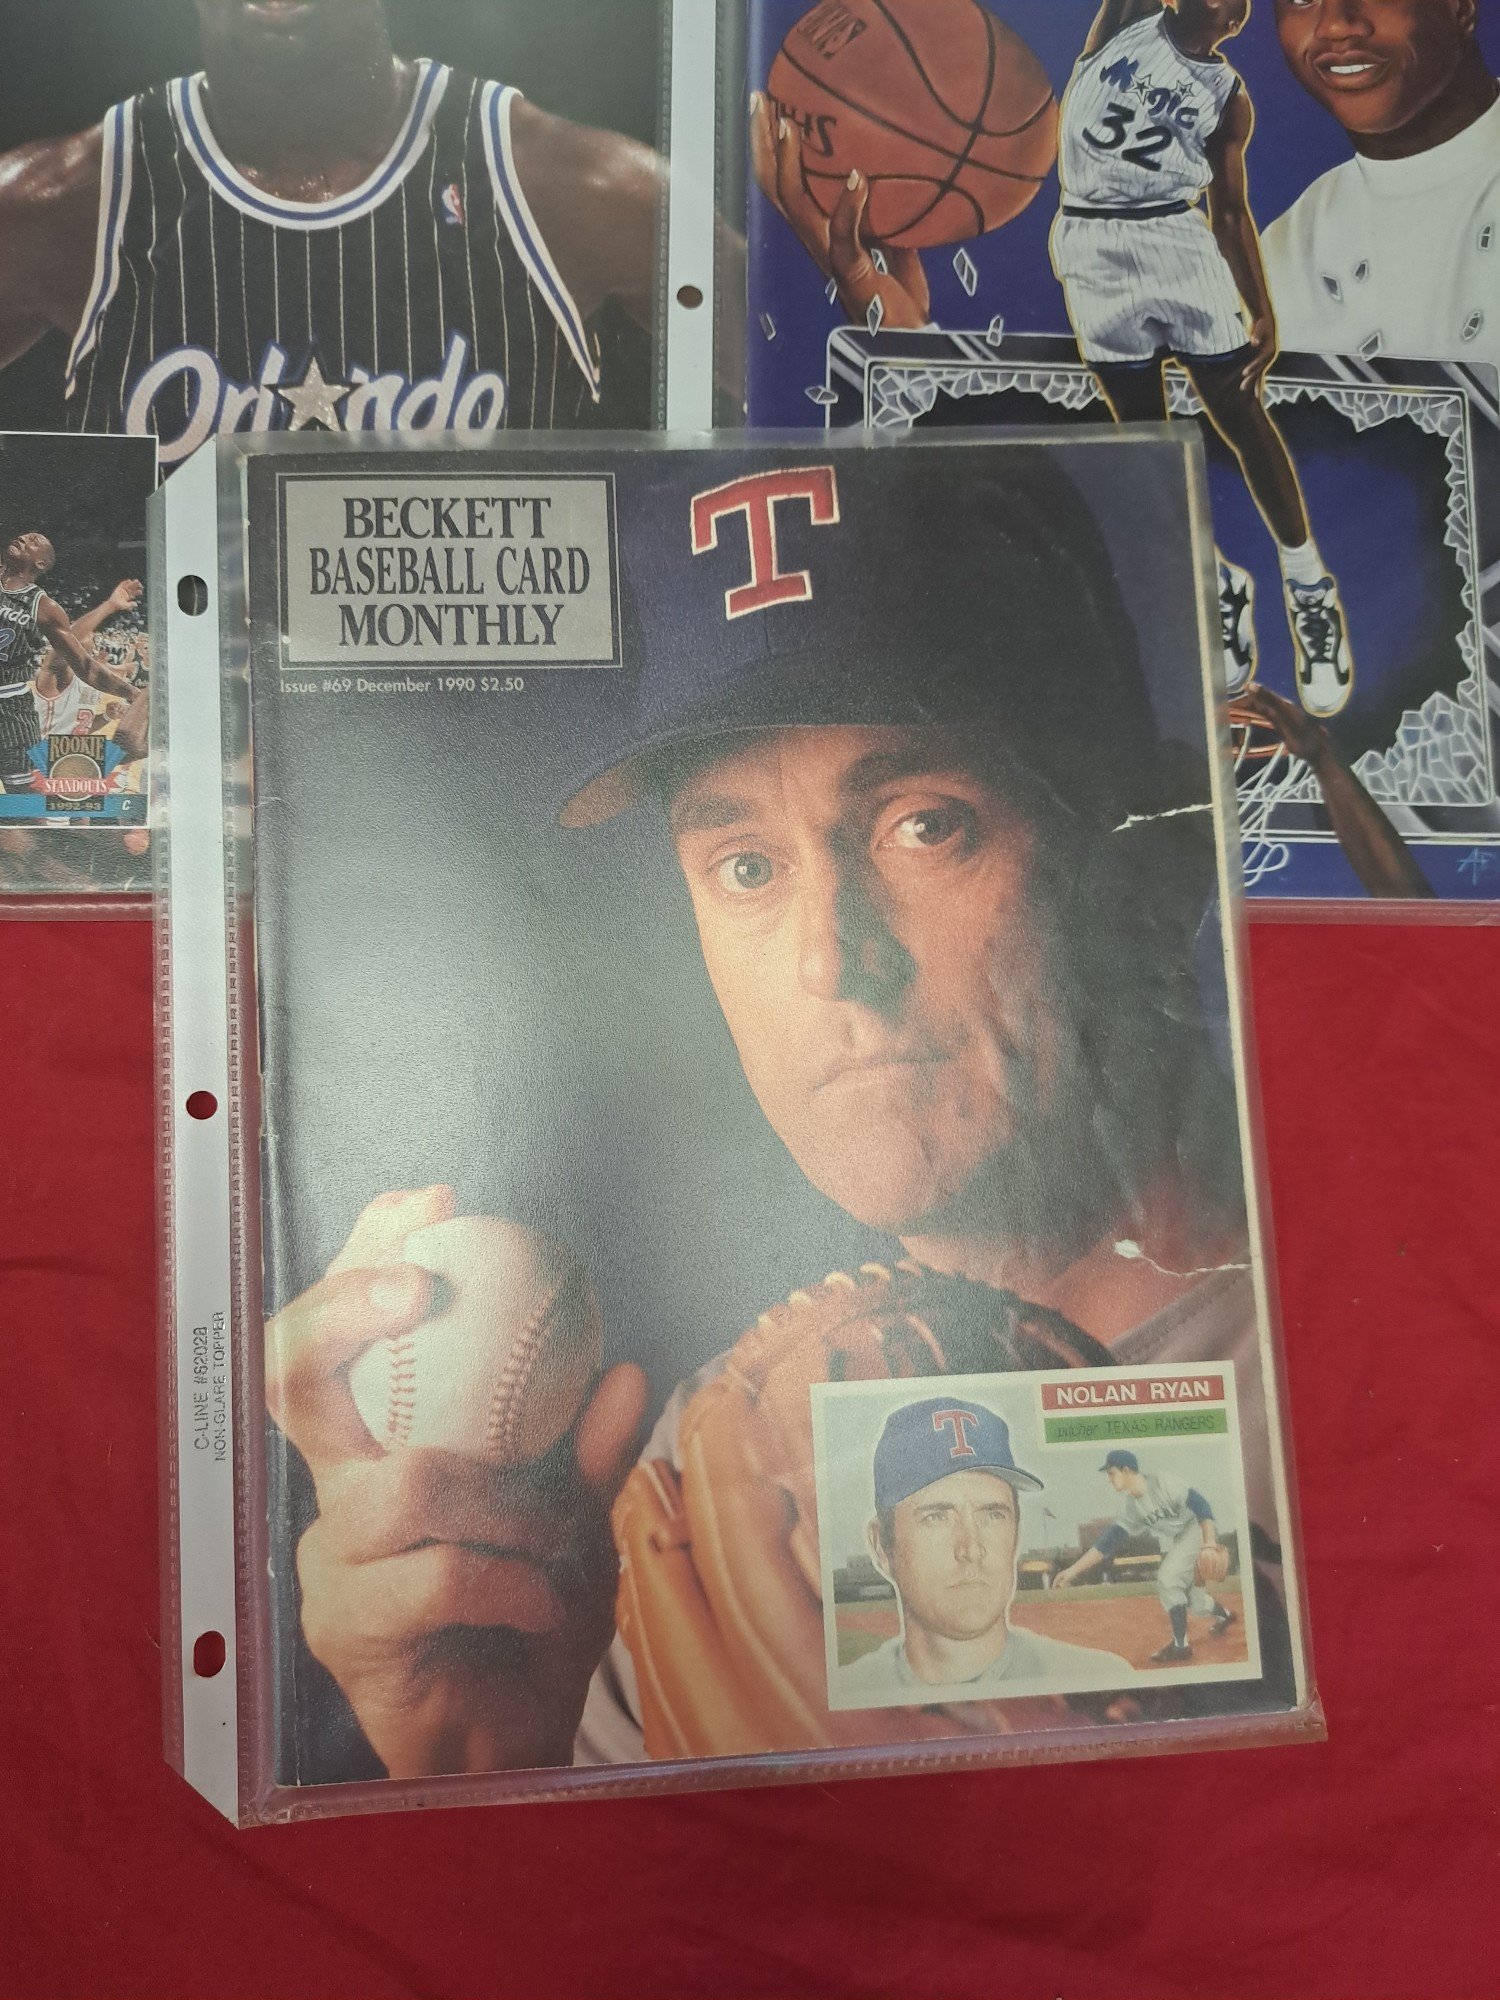 Orlando
Magic
32
ROOKIE
STANDOUTS
1992-93 C
BECKETT
BASEBALL CARD
MONTHLY
Issue #69 December 1990 $2.50
T
NOLAN RYAN
pitcher TEXAS RANGERS
T
TEXAS
C-LINE #62028
NON-GLARE TOPPER